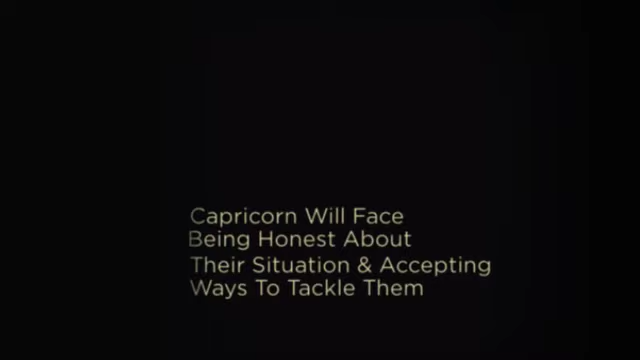 Capricorn Will Face
Being Honest About
Their Situation & Accepting
Ways To Tackle Them